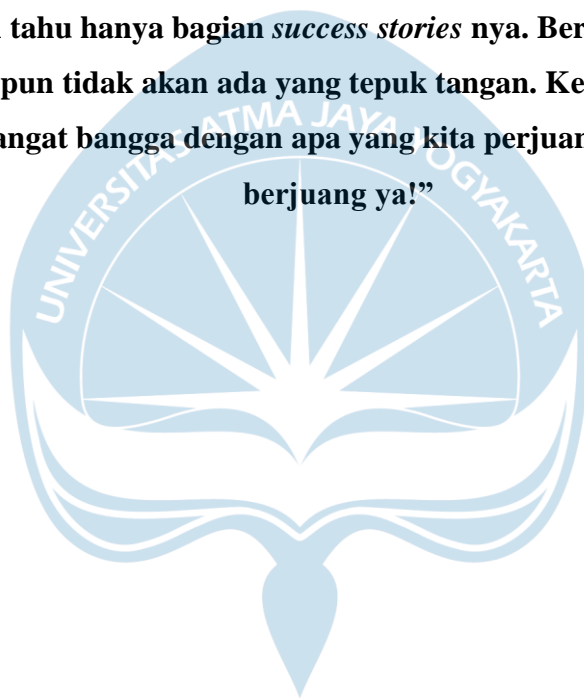 tahu hanya bagian success stories nya. Ber
pun tidak akan ada yang tepuk tangan. Ke
angat bangga dengan apa yang kita perjuan
berjuang ya!”
UNIVERSITAS ATMA JAYA YOGYAKARTA